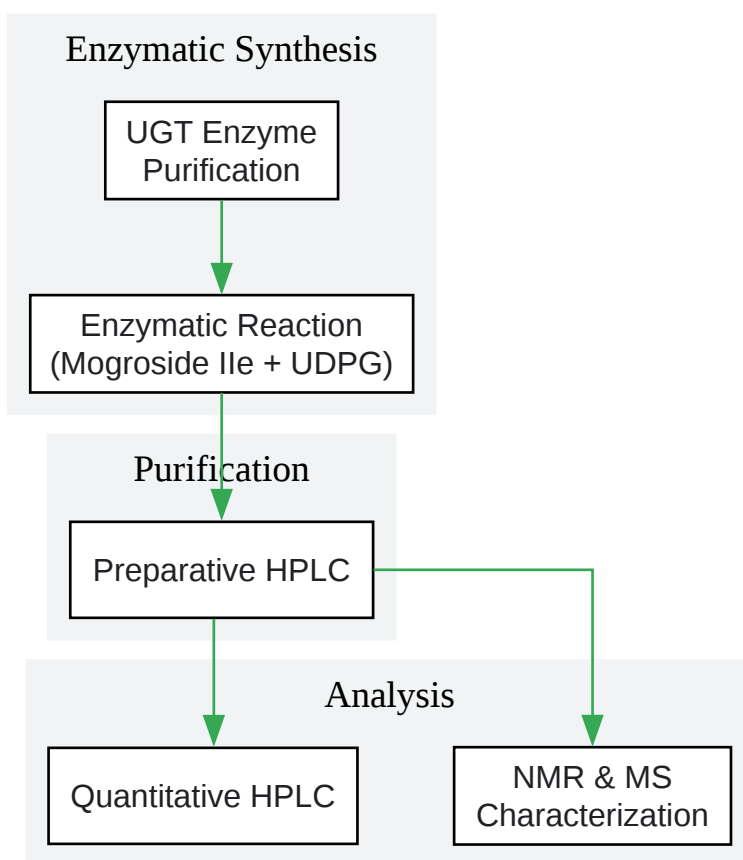 Enzymatic Synthesis
UGT Enzyme
Purification
Enzymatic Reaction
(Mogroside IIe + UDPG)
Purification
Preparative HPLC
Analysis
Quantitative HPLC
NMR & MS
Characterization